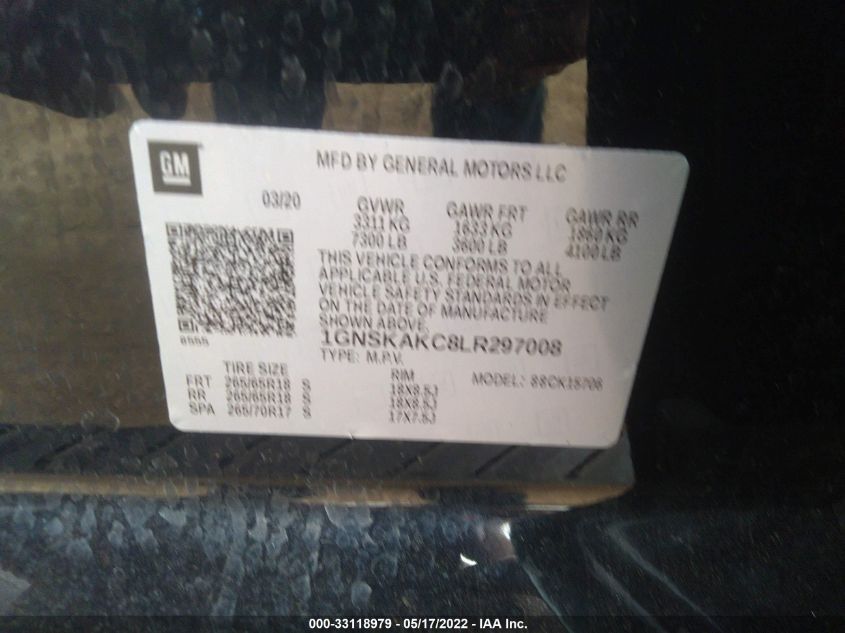 GM
MFD BY GENERAL MOTORS LLC
03/20
GVWR GAWR FRT GAWR RR
3311 KG 1633 KG 1860 KG
7300 LB 3600 LB 4100 LB
THIS VEHICLE CONFORMS TO ALL
APPLICABLE U.S. FEDERAL MOTOR
VEHICLE SAFETY STANDARDS IN EFFECT
ON THE DATE OF MANUFACTURE
SHOWN ABOVE.
1GNSKAKC8LR297008
TYPE: M.P.V.
TIRE SIZE RIM MODEL:
FRT 265/65R18 S 18X8.5J
RR 265/65R18 S 18X8.5J
SPA 265/70R17 S 17X7.5J
000-33118979 — 05/17/2022 — IAA Inc.